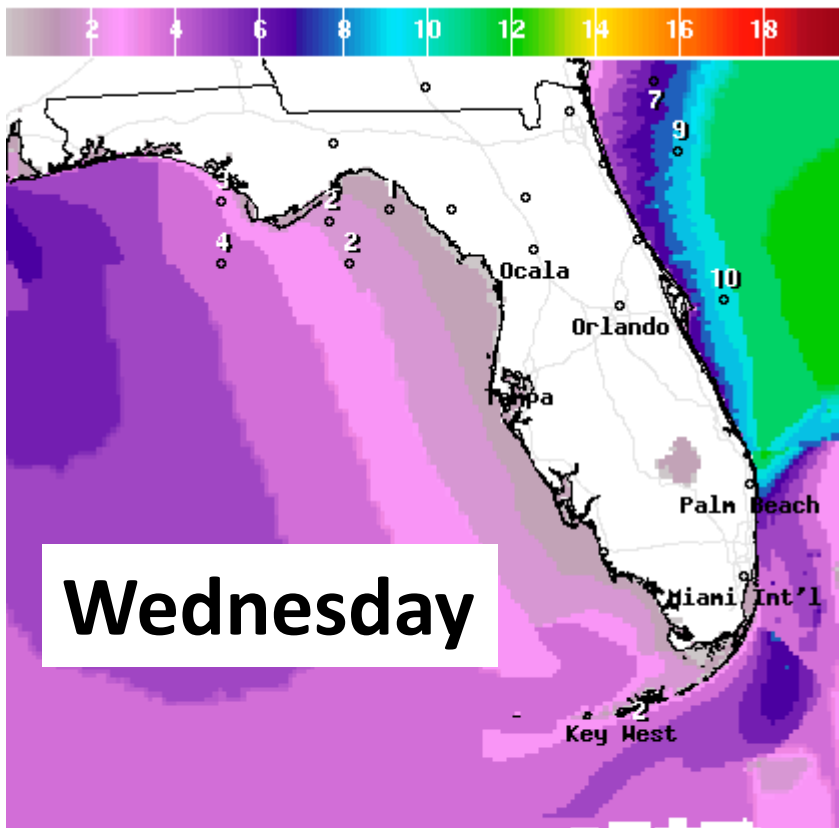 2 4 6 8 10 12 14 16 18
7
9
3 2 1
4 2
Ocala
10
Orlando
Tampa
Palm Beach
Wednesday
Miami Int'l
2
Key West